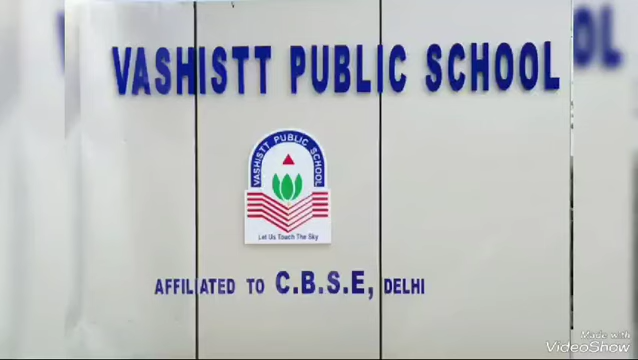 VASHISTT PUBLIC SCHOOL
VASHISTT PUBLIC SCHOOL
Let Us Touch The Sky
AFFILIATED TO C.B.S.E, DELHI
Made with
VideoShow